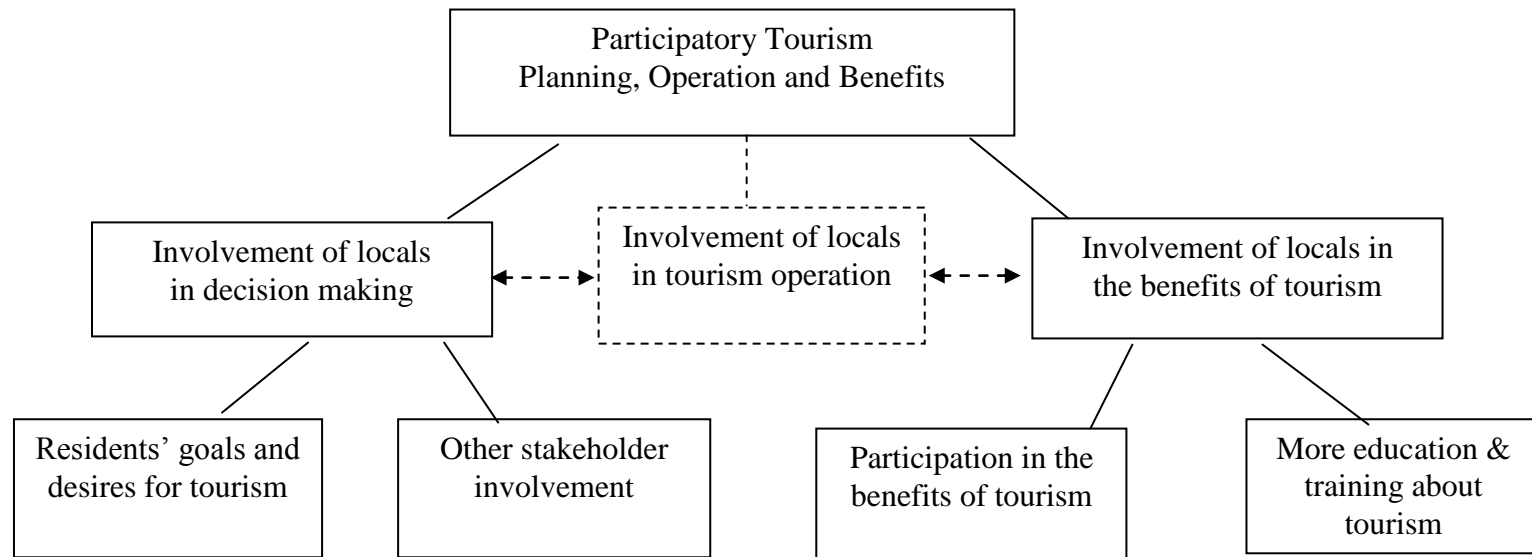 Participatory Tourism
Planning, Operation and Benefits
Involvement of locals
in decision making
Involvement of locals
in tourism operation
Involvement of locals in
the benefits of tourism
Residents’ goals and
desires for tourism
Other stakeholder
involvement
Participation in the
benefits of tourism
More education &
training about
tourism